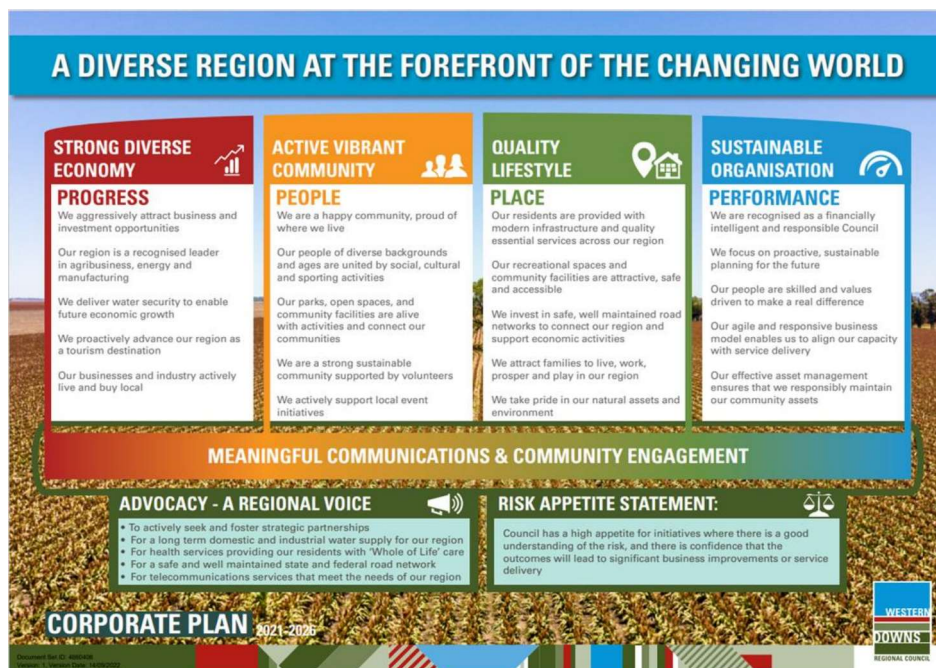 A DIVERSE REGION AT THE FOREFRONT OF THE CHANGING WORLD
STRONG DIVERSE
ECONOMY
PROGRESS
We aggressively attract business and
investment opportunities
Our region is a recognised leader
in agribusiness, energy and
manufacturing
We deliver water security to enable
future economic growth
We proactively advance our region as
a tourism destination
Our businesses and industry actively
live and buy local
ACTIVE VIBRANT
COMMUNITY
PEOPLE
We are a happy community, proud of
where we live
Our people of diverse backgrounds
and ages are united by social, cultural
and sporting activities
Our parks, open spaces, and
community facilities are alive
with activities and connect our
communities
We are a strong sustainable
community supported by volunteers
We actively support local event
initiatives
QUALITY
LIFESTYLE
PLACE
Our residents are provided with
modern infrastructure and quality
essential services across our region
Our recreational spaces and
community facilities are attractive, safe
and accessible
We invest in safe, well maintained road
networks to connect our region and
support economic activities
We attract families to live, work,
prosper and play in our region
We take pride in our natural assets and
environment
SUSTAINABLE
ORGANISATION
PERFORMANCE
We are recognised as a financially
intelligent and responsible Council
We focus on proactive, sustainable
planning for the future
Our people are skilled and values
driven to make a real difference
Our agile and responsive business
model enables us to align our capacity
with service delivery
Our effective asset management
ensures that we responsibly maintain
our community assets
MEANINGFUL COMMUNICATIONS & COMMUNITY ENGAGEMENT
ADVOCACY - A REGIONAL VOICE
• To actively seek and foster strategic partnerships
• For a long term domestic and industrial water supply for our region
• For health services providing our residents with 'Whole of Life' care
• For a safe and well maintained state and federal road network
• For telecommunications services that meet the needs of our region
RISK APPETITE STATEMENT:
Council has a high appetite for initiatives where there is a good
understanding of the risk, and there is confidence that the
outcomes will lead to significant business improvements or service
delivery
CORPORATE PLAN 2021-2026
WESTERN
DOWNS
REGIONAL COUNCIL
Document Set ID: 4660406
Version: 1, Version Date: 14/09/2022